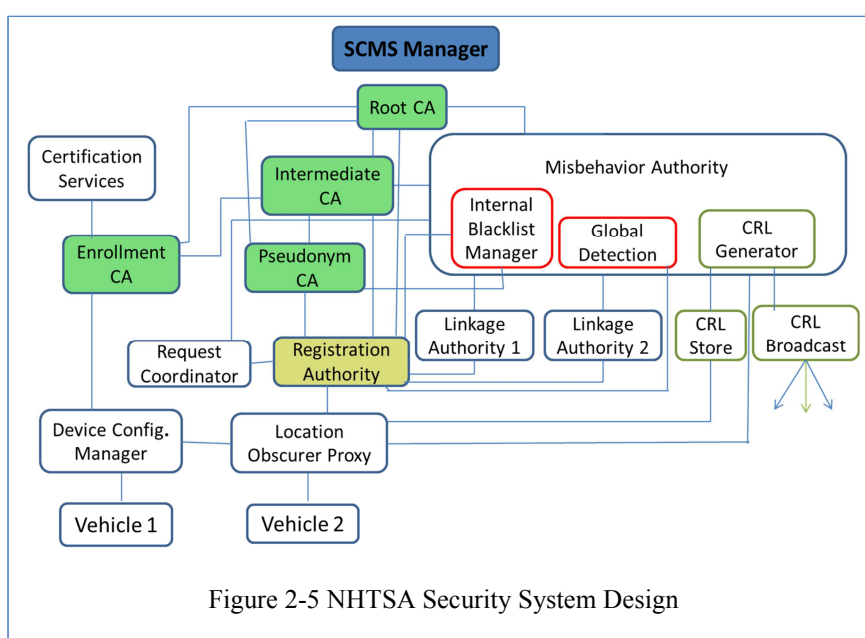 SCMS Manager
Root CA
Certification
Services
Intermediate
CA
Misbehavior Authority
Internal
Blacklist
Manager
Global
Detection
CRL
Generator
Enrollment
CA
Pseudonym
CA
Request
Coordinator
Registration
Authority
Linkage
Authority 1
Linkage
Authority 2
CRL
Store
CRL
Broadcast
Device Config.
Manager
Location
Obscurer Proxy
Vehicle 1
Vehicle 2
Figure 2-5 NHTSA Security System Design